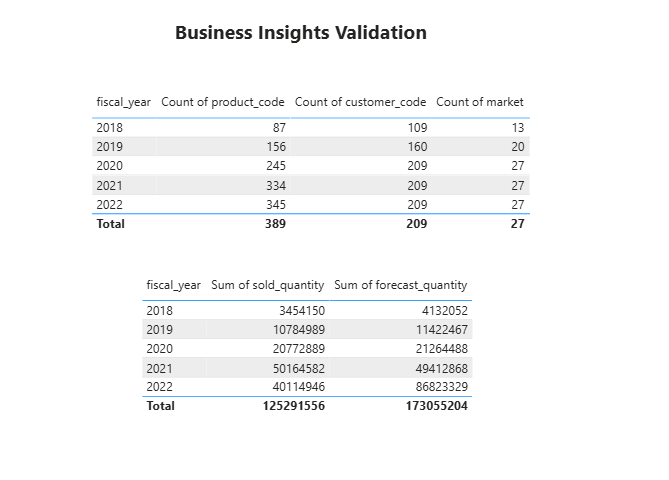 Business Insights Validation
fiscal_year Count of product_code Count of customer_code Count of market
2018 87 109 13
2019 156 160 20
2020 245 209 27
2021 334 209 27
2022 345 209 27
Total 389 209 27
fiscal_year Sum of sold_quantity Sum of forecast_quantity
2018 3454150 4132052
2019 10784989 11422467
2020 20772889 21264488
2021 50164582 49412868
2022 40114946 86823329
Total 125291556 173055204